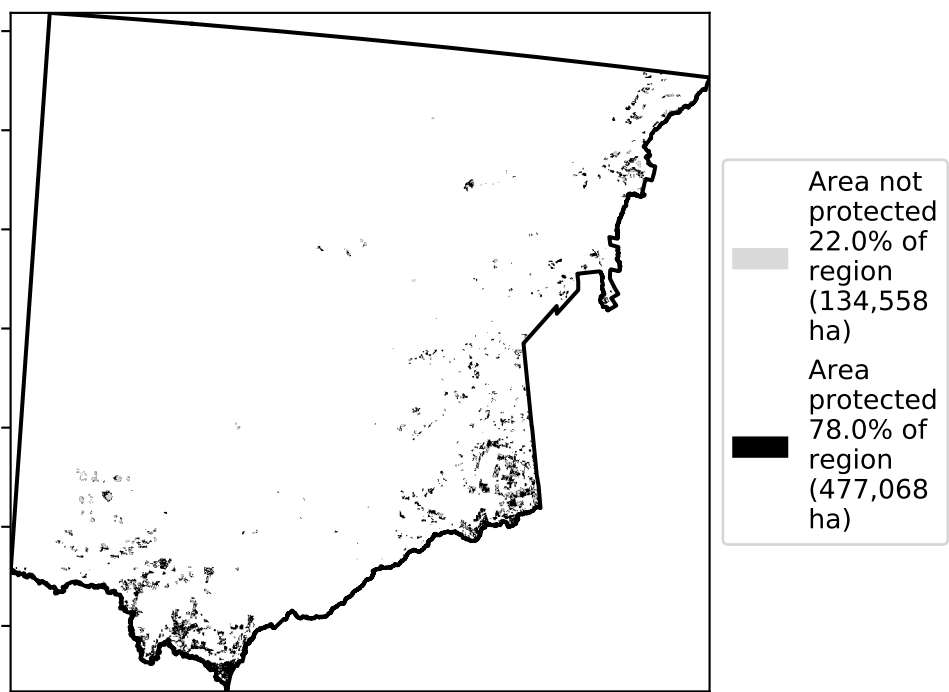 Area not
protected
22.0% of
region
(134,558
ha)
Area
protected
78.0% of
region
(477,068
ha)